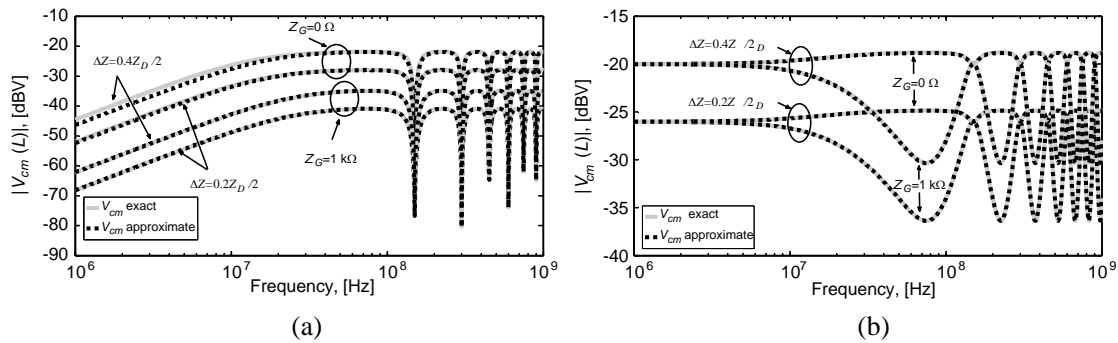 -10
-20
-30
-40
-50
-60
-70
-80
-90
|V_cm (L)|, [dBV]
Z_G=0 Ω
ΔZ=0.4Z_D/2
Z_G=1 kΩ
ΔZ=0.2Z_D/2
V_cm exact
V_cm approximate
10^6 10^7 10^8 10^9
Frequency, [Hz]
(a)
-15
-20
-25
-30
-35
-40
|V_cm (L)|, [dBV]
ΔZ=0.4Z /2_D
Z_G=0 Ω
ΔZ=0.2Z /2_D
Z_G=1 kΩ
V_cm exact
V_cm approximate
10^6 10^7 10^8 10^9
Frequency, [Hz]
(b)